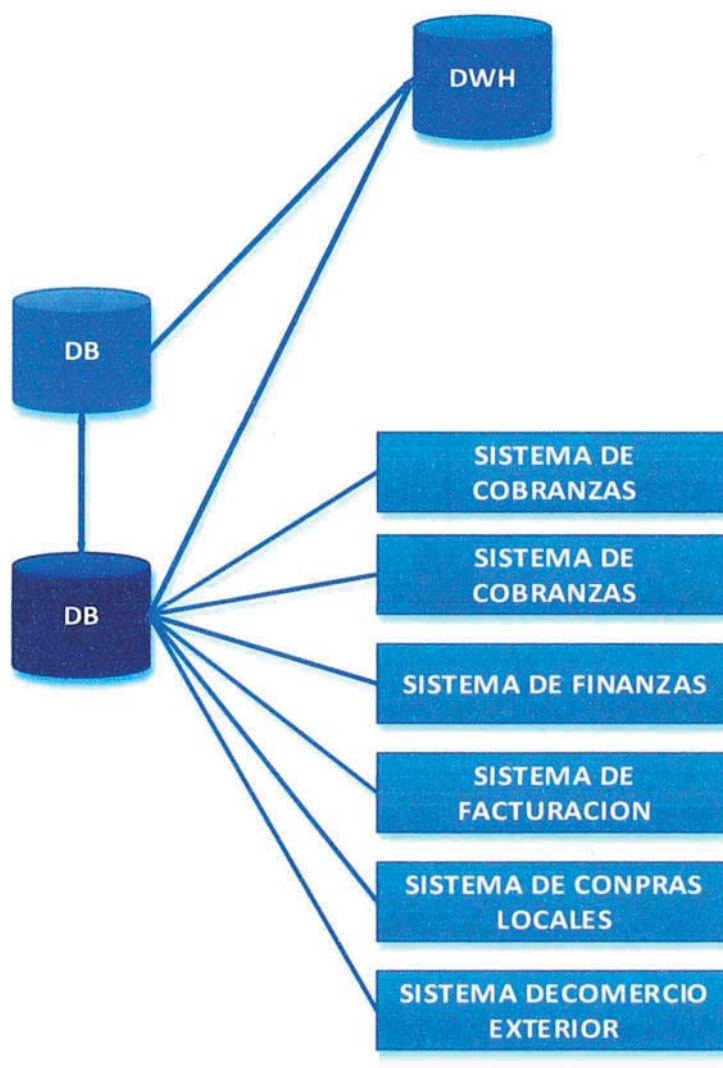 DWH
DB
DB
SISTEMA DE
COBRANZAS
SISTEMA DE
COBRANZAS
SISTEMA DE FINANZAS
SISTEMA DE
FACTURACION
SISTEMA DE CONPRAS
LOCALES
SISTEMA DECOMERCIO
EXTERIOR